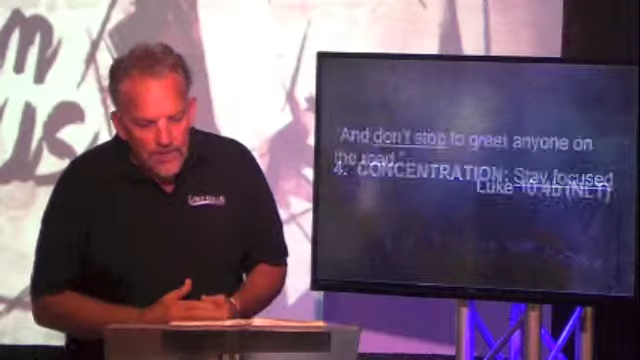 "And don't stop to greet anyone on
the road."
4. CONCENTRATION: Stay focused
Luke 10:4b (NLT)